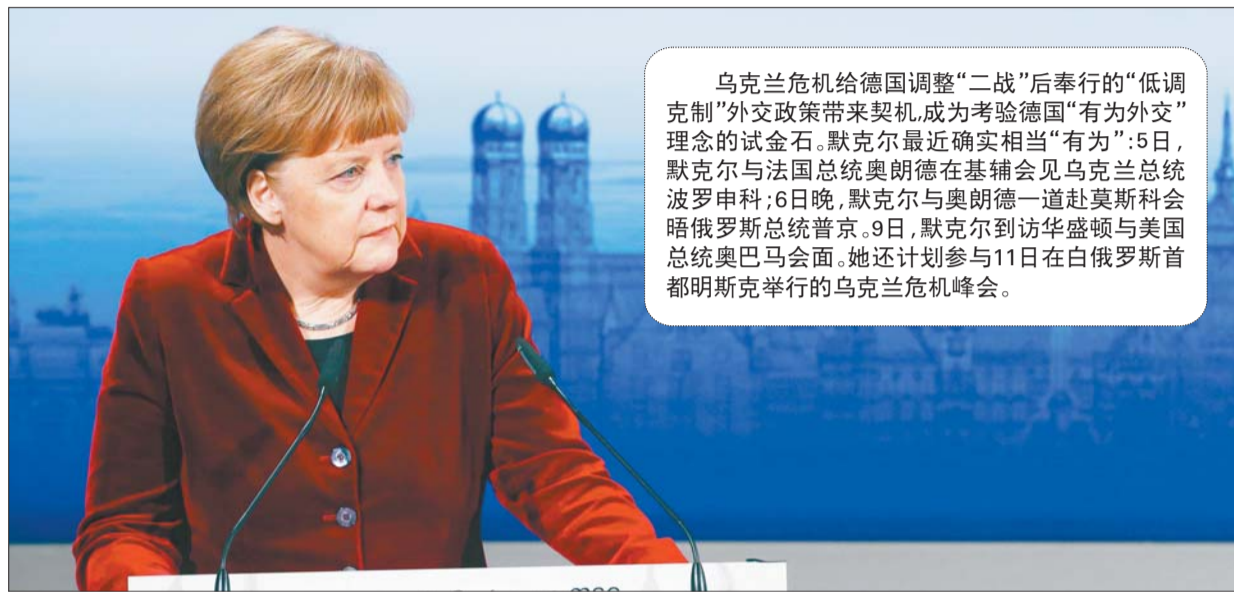 乌克兰危机给德国调整“二战”后奉行的“低调
克制”外交政策带来契机,成为考验德国“有为外交”
理念的试金石。默克尔最近确实相当“有为”:5日,
默克尔与法国总统奥朗德在基辅会见乌克兰总统
波罗申科;6日晚,默克尔与奥朗德一道赴莫斯科会
晤俄罗斯总统普京。9日,默克尔到访华盛顿与美国
总统奥巴马会面。她还计划参与11日在白俄罗斯首
都明斯克举行的乌克兰危机峰会。